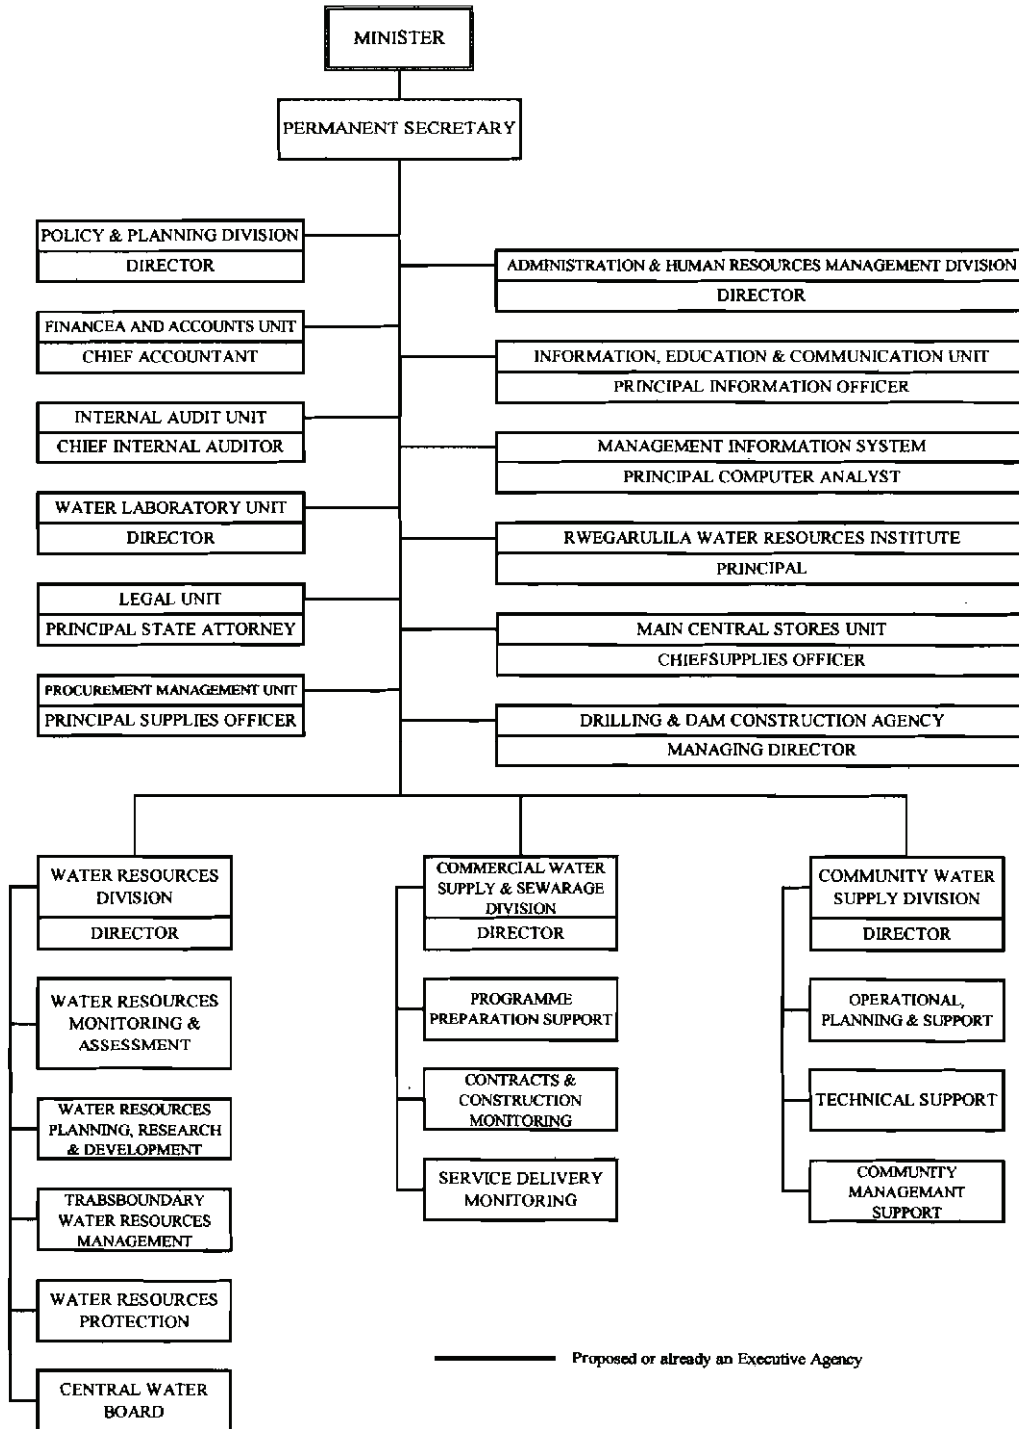 MINISTER
PERMANENT SECRETARY
POLICY & PLANNING DIVISION
DIRECTOR
FINANCEA AND ACCOUNTS UNIT
CHIEF ACCOUNTANT
INTERNAL AUDIT UNIT
CHIEF INTERNAL AUDITOR
WATER LABORATORY UNIT
DIRECTOR
LEGAL UNIT
PRINCIPAL STATE ATTORNEY
PROCUREMENT MANAGEMENT UNIT
PRINCIPAL SUPPLIES OFFICER
ADMINISTRATION & HUMAN RESOURCES MANAGEMENT DIVISION
DIRECTOR
INFORMATION, EDUCATION & COMMUNICATION UNIT
PRINCIPAL INFORMATION OFFICER
MANAGEMENT INFORMATION SYSTEM
PRINCIPAL COMPUTER ANALYST
RWEGARULILA WATER RESOURCES INSTITUTE
PRINCIPAL
MAIN CENTRAL STORES UNIT
CHIEFSUPPLIES OFFICER
DRILLING & DAM CONSTRUCTION AGENCY
MANAGING DIRECTOR
WATER RESOURCES
DIVISION
DIRECTOR
WATER RESOURCES
MONITORING &
ASSESSMENT
WATER RESOURCES
PLANNING, RESEARCH
& DEVELOPMENT
TRABSBOUNDARY
WATER RESOURCES
MANAGEMENT
WATER RESOURCES
PROTECTION
CENTRAL WATER
BOARD
COMMERCIAL WATER
SUPPLY & SEWARAGE
DIVISION
DIRECTOR
PROGRAMME
PREPARATION SUPPORT
CONTRACTS &
CONSTRUCTION
MONITORING
SERVICE DELIVERY
MONITORING
COMMUNITY WATER
SUPPLY DIVISION
DIRECTOR
OPERATIONAL,
PLANNING & SUPPORT
TECHNICAL SUPPORT
COMMUNITY
MANAGEMANT
SUPPORT
Proposed or already an Executive Agency